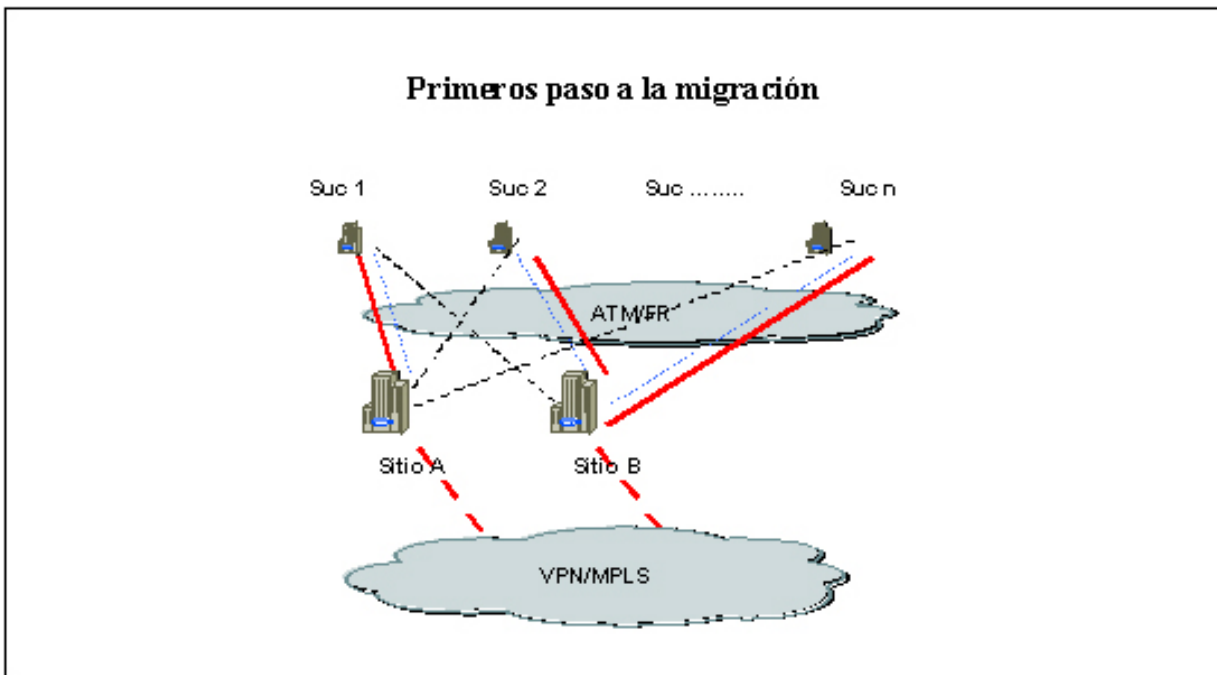 Primeros paso a la migración
Suc 1
Suc 2
Suc ........
Suc n
ATM/FR
Sitio A
Sitio B
VPN/MPLS